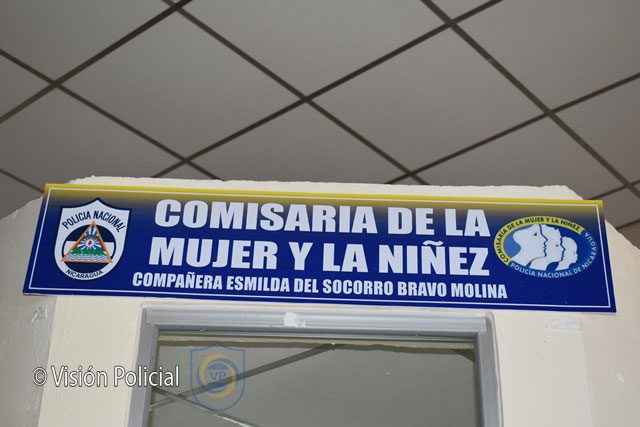 COMISARIA DE LA
MUJER Y LA NIÑEZ
COMPAÑERA ESMILDA DEL SOCORRO BRAVO MOLINA
POLICIA NACIONAL
NICARAGUA
COMISARIA DE LA MUJER Y LA NIÑEZ
POLICÍA NACIONAL DE NICARAGUA
© Visión Policial